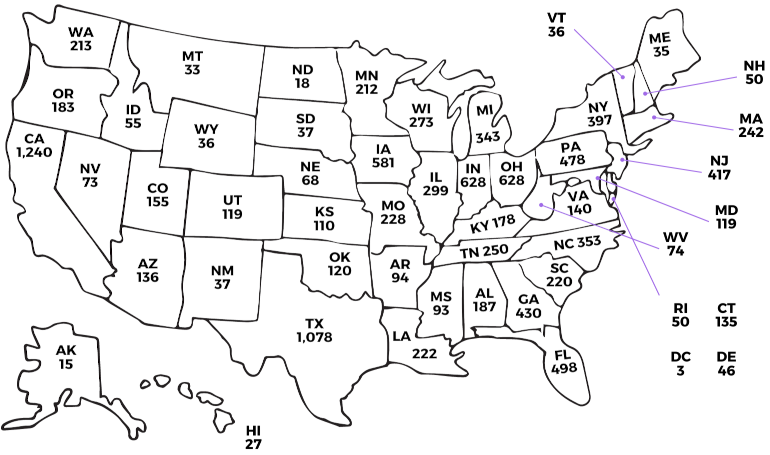 VT
36
ME
35
WA
213
MT
33
ND
18
MN
212
NH
50
OR
183
ID
55
SD
37
WI
273
MI
343
NY
397
MA
242
WY
36
CA
1,240
NV
73
NE
68
IA
581
IL
299
IN
628
OH
628
PA
478
NJ
417
CO
155
UT
119
KS
110
MO
228
KY 178
VA
140
MD
119
WV
74
AZ
136
NM
37
OK
120
AR
94
TN 250
NC 353
SC
220
MS
93
AL
187
GA
430
TX
1,078
LA
222
FL
498
RI
50
CT
135
DC
3
DE
46
AK
15
HI
27